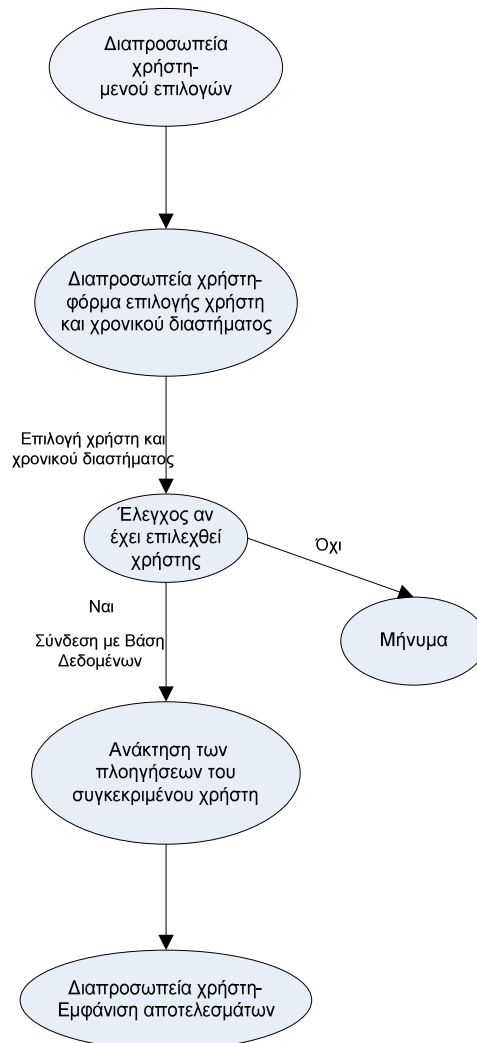 Διαπροσωπεία
χρήστη-
μενού επιλογών
Διαπροσωπεία χρήστη-
φόρμα επιλογής χρήστη
και χρονικού διαστήματος
Επιλογή χρήστη και
χρονικού διαστήματος
Έλεγχος αν
έχει επιλεχθεί
χρήστης
Όχι
Ναι
Μήνυμα
Σύνδεση με Βάση
Δεδομένων
Ανάκτηση των
πλοηγήσεων του
συγκεκριμένου χρήστη
Διαπροσωπεία χρήστη-
Εμφάνιση αποτελεσμάτων